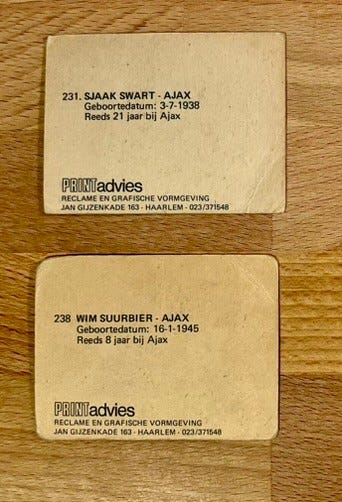 231. SJAAK SWART - AJAX
Geboortedatum: 3-7-1938
Reeds 21 jaar bij Ajax
PRINTadvies
RECLAME EN GRAFISCHE VORMGEVING
JAN GIJZENKADE 163 - HAARLEM - 023/371548
238 WIM SUURBIER - AJAX
Geboortedatum: 16-1-1945
Reeds 8 jaar bij Ajax
PRINTadvies
RECLAME EN GRAFISCHE VORMGEVING
JAN GIJZENKADE 163 - HAARLEM - 023/371548